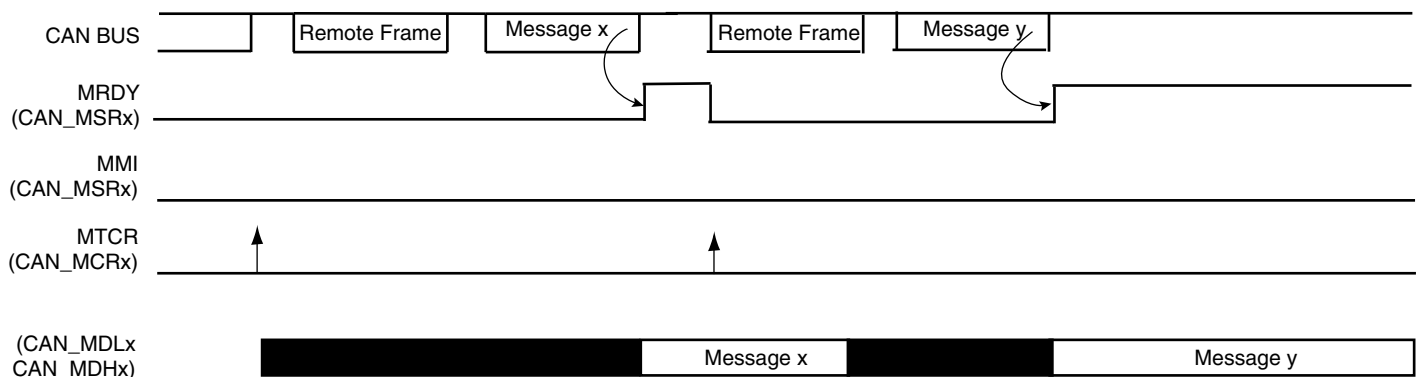 CAN BUS
Remote Frame
Message x
Remote Frame
Message y
MRDY
(CAN_MSRx)
MMI
(CAN_MSRx)
MTCR
(CAN_MCRx)
(CAN_MDLx
CAN_MDHx)
Message x
Message y